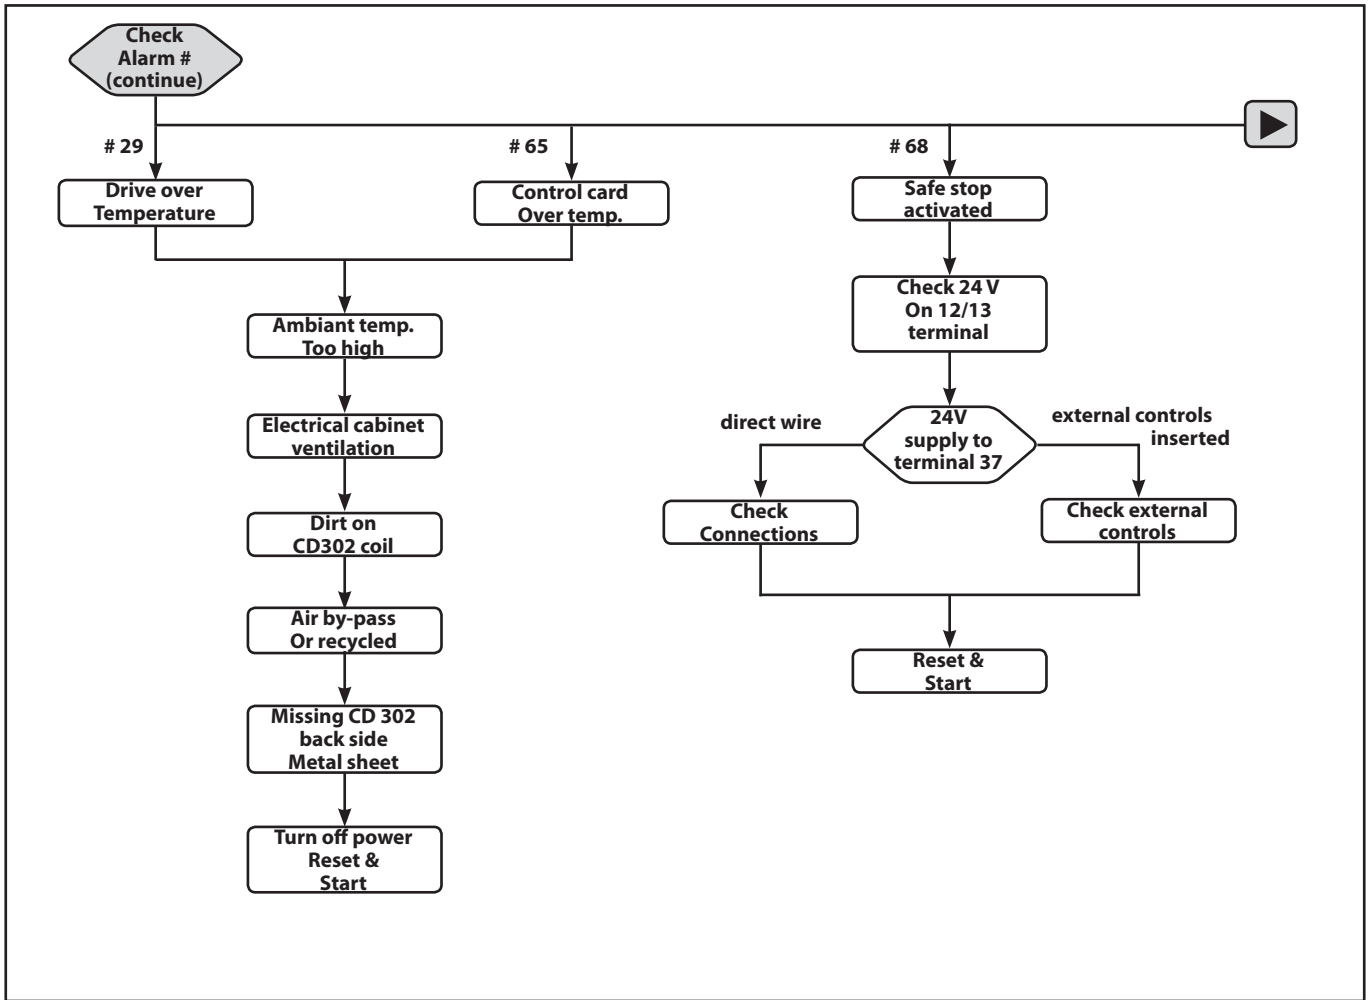 Check
Alarm #
(continue)
# 29
# 65
# 68
Drive over
Temperature
Control card
Over temp.
Safe stop
activated
Ambiant temp.
Too high
Electrical cabinet
ventilation
Dirt on
CD302 coil
Air by-pass
Or recycled
Missing CD 302
back side
Metal sheet
Turn off power
Reset &
Start
Check 24 V
On 12/13
terminal
24V
supply to
terminal 37
direct wire
external controls
inserted
Check
Connections
Check external
controls
Reset &
Start